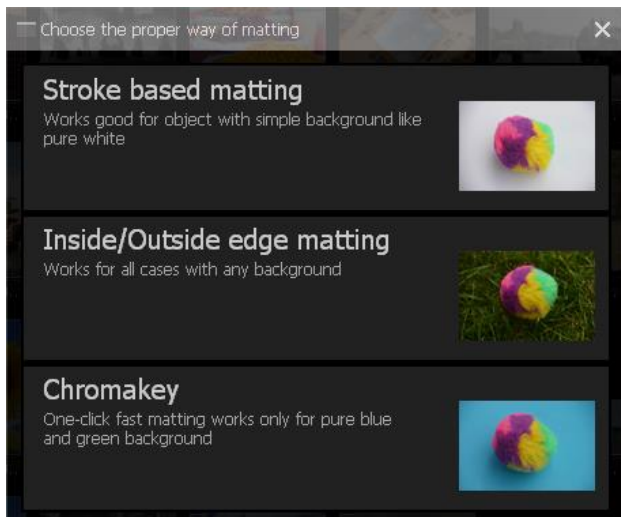 Choose the proper way of matting
Stroke based matting
Works good for object with simple background like
pure white
Inside/Outside edge matting
Works for all cases with any background
Chromakey
One-click fast matting works only for pure blue
and green background